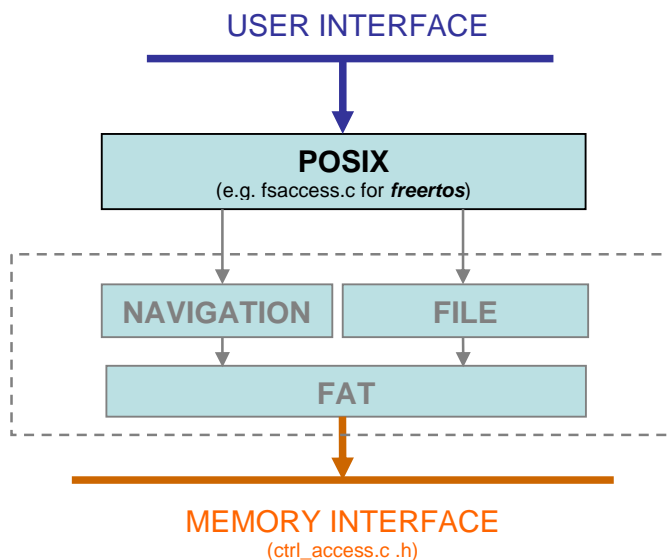 USER INTERFACE
POSIX
(e.g. fsaccess.c for freertos)
NAVIGATION
FILE
FAT
MEMORY INTERFACE
(ctrl_access.c .h)